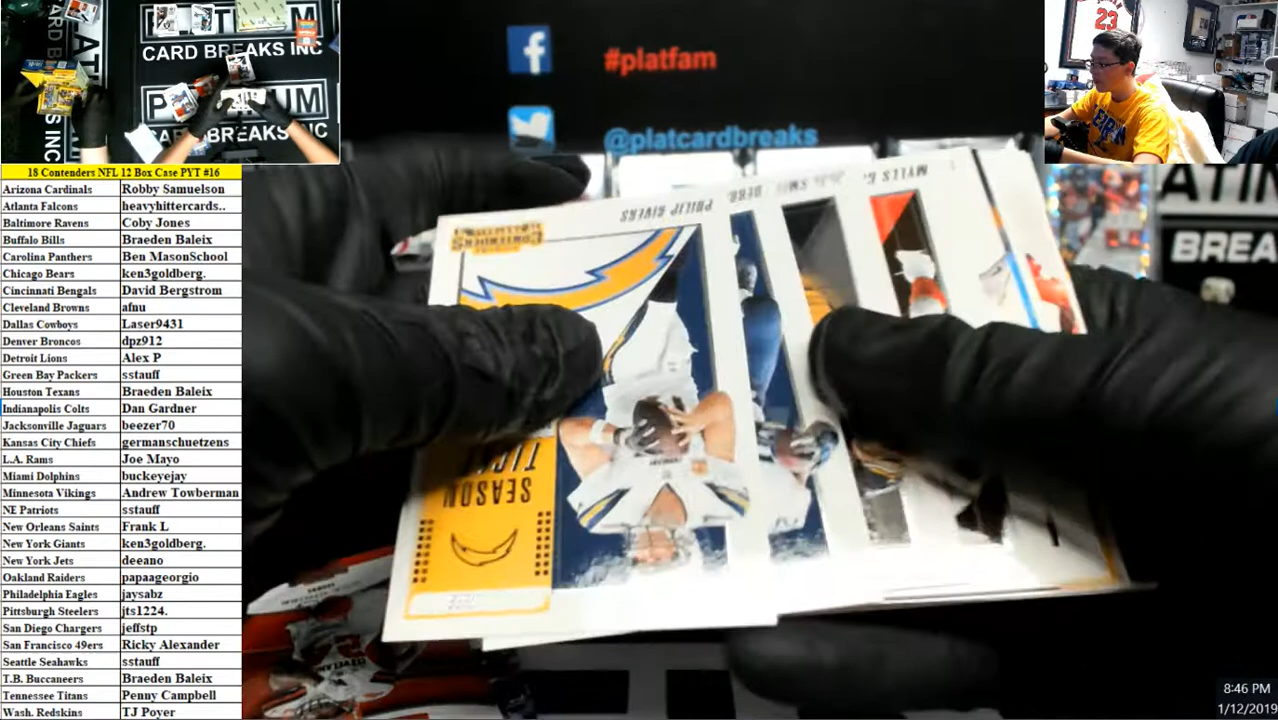 CARD BREAKS INC
#platfam
@platcardbreaks
23
18 Contenders NFL 12 Box Case PYT #16
Arizona Cardinals Robby Samuelson
Atlanta Falcons heavyhittercards..
Baltimore Ravens Coby Jones
Buffalo Bills Braeden Baleix
Carolina Panthers Ben MasonSchool
Chicago Bears ken3goldberg.
Cincinnati Bengals David Bergstrom
Cleveland Browns afnu
Dallas Cowboys Laser9431
Denver Broncos dpz912
Detroit Lions Alex P
Green Bay Packers sstauff
Houston Texans Braeden Baleix
Indianapolis Colts Dan Gardner
Jacksonville Jaguars beezer70
Kansas City Chiefs germanschuetzens
L.A. Rams Joe Mayo
Miami Dolphins buckeyejay
Minnesota Vikings Andrew Towberman
NE Patriots sstauff
New Orleans Saints Frank L
New York Giants ken3goldberg.
New York Jets deeano
Oakland Raiders papaageorgio
Philadelphia Eagles jaysabz
Pittsburgh Steelers jts1224.
San Diego Chargers jeffstp
San Francisco 49ers Ricky Alexander
Seattle Seahawks sstauff
T.B. Buccaneers Braeden Baleix
Tennessee Titans Penny Campbell
Wash. Redskins TJ Poyer
PHILIP RIVERS
MYLES G
SEASON
TICK
ATIN
BREA
8:46 PM
1/12/2019